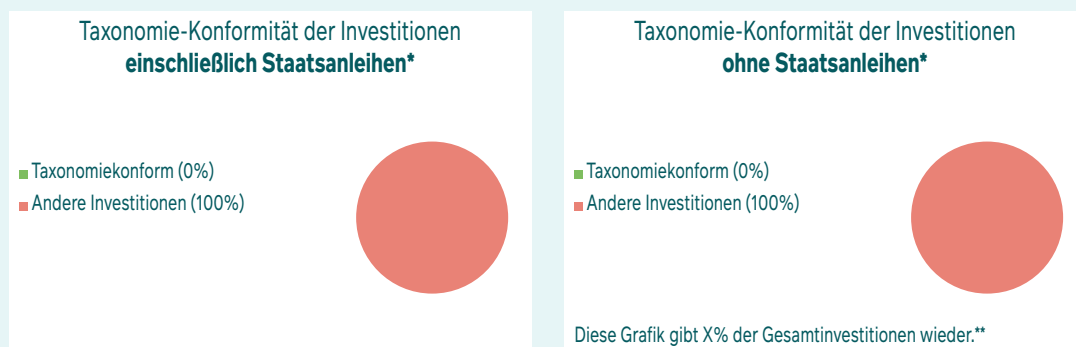 Taxonomie-Konformität der Investitionen
einschließlich Staatsanleihen*
Taxonomiekonform (0%)
Andere Investitionen (100%)
Taxonomie-Konformität der Investitionen
ohne Staatsanleihen*
Taxonomiekonform (0%)
Andere Investitionen (100%)
Diese Grafik gibt X% der Gesamtinvestitionen wieder.**